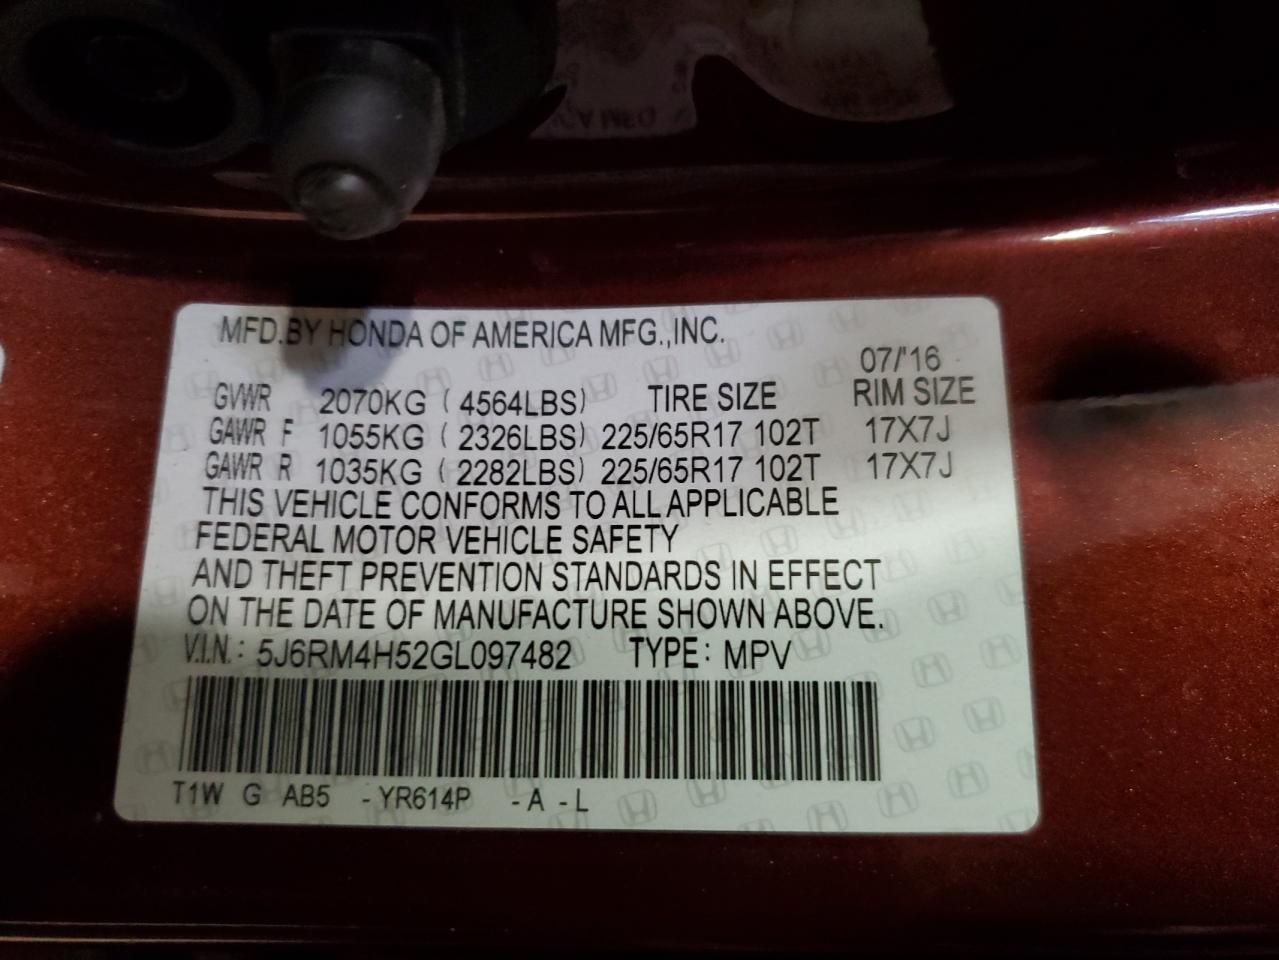 MFD.BY HONDA OF AMERICA MFG.,INC.
07/'16
GVWR 2070KG ( 4564LBS) TIRE SIZE RIM SIZE
GAWR F 1055KG ( 2326LBS) 225/65R17 102T 17X7J
GAWR R 1035KG ( 2282LBS) 225/65R17 102T 17X7J
THIS VEHICLE CONFORMS TO ALL APPLICABLE
FEDERAL MOTOR VEHICLE SAFETY
AND THEFT PREVENTION STANDARDS IN EFFECT
ON THE DATE OF MANUFACTURE SHOWN ABOVE.
V.I.N.: 5J6RM4H52GL097482 TYPE: MPV
T1W G AB5 -YR614P -A -L